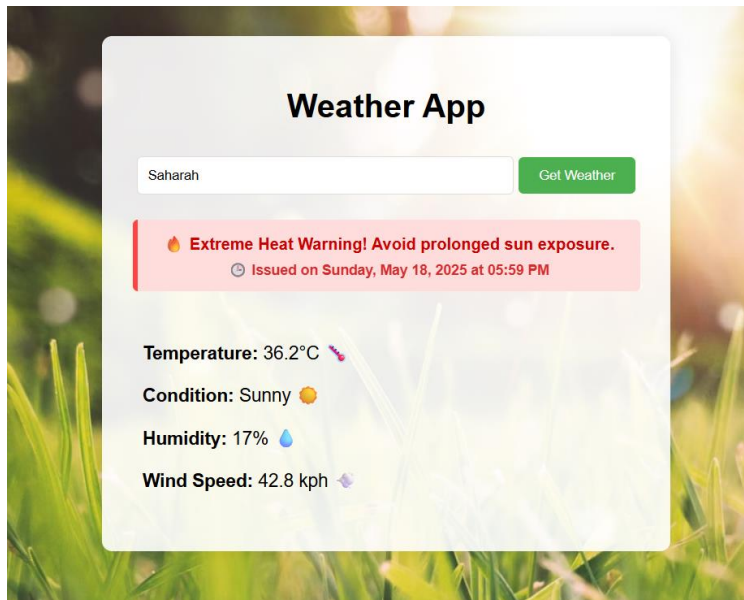 Weather App
Saharah
Get Weather
🔥 Extreme Heat Warning! Avoid prolonged sun exposure.
🕒 Issued on Sunday, May 18, 2025 at 05:59 PM
Temperature: 36.2°C 🌡️
Condition: Sunny ☀️
Humidity: 17% 💧
Wind Speed: 42.8 kph 💨